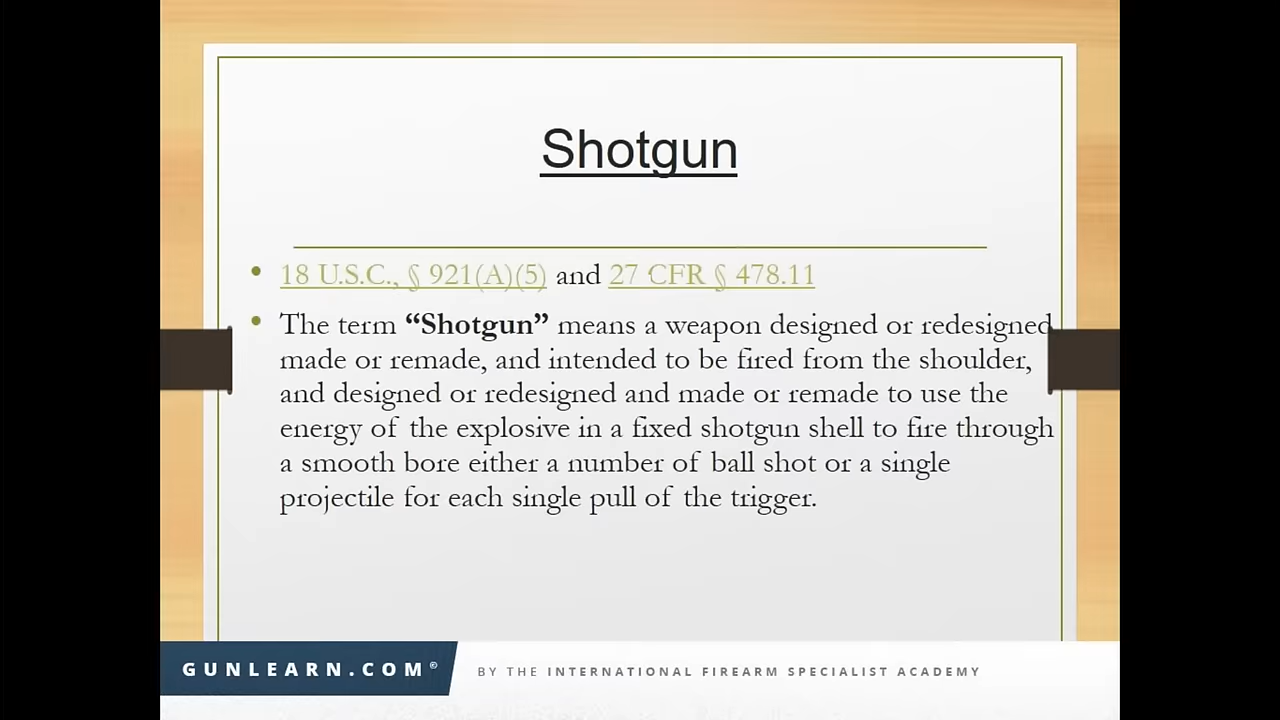 Shotgun
• 18 U.S.C., § 921(A)(5) and 27 CFR § 478.11
• The term “Shotgun” means a weapon designed or redesigned
made or remade, and intended to be fired from the shoulder,
and designed or redesigned and made or remade to use the
energy of the explosive in a fixed shotgun shell to fire through
a smooth bore either a number of ball shot or a single
projectile for each single pull of the trigger.
GUNLEARN.COM© BY THE INTERNATIONAL FIREARM SPECIALIST ACADEMY